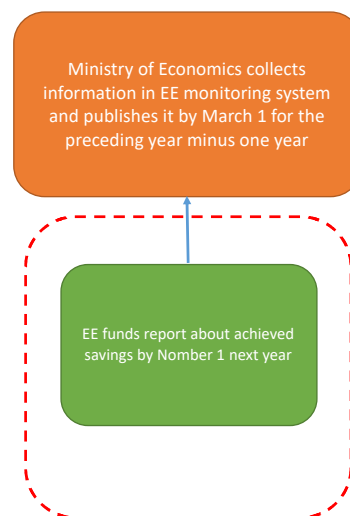 Ministry of Economics collects
information in EE monitoring system
and publishes it by March 1 for the
preceding year minus one year
EE funds report about achieved
savings by Nomber 1 next year